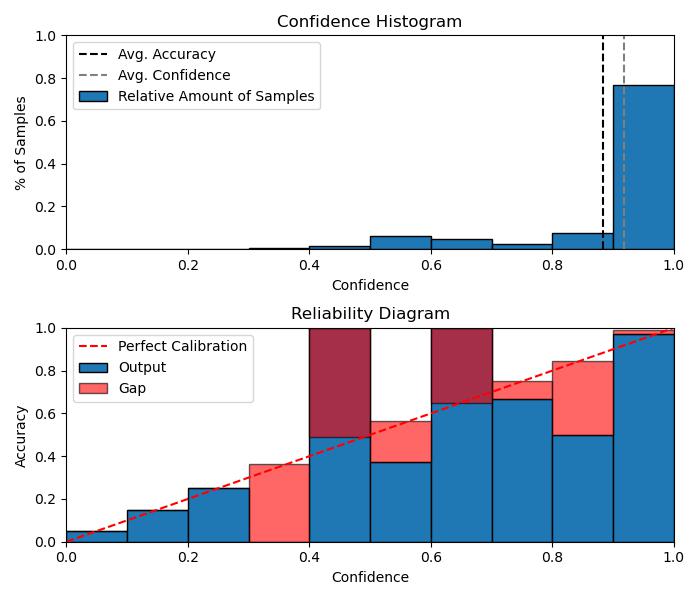 Confidence Histogram
1.0
0.8
0.6
0.4
0.2
0.0
% of Samples
Avg. Accuracy
Avg. Confidence
Relative Amount of Samples
0.0 0.2 0.4 0.6 0.8 1.0
Confidence
Reliability Diagram
1.0
0.8
0.6
0.4
0.2
0.0
Accuracy
Perfect Calibration
Output
Gap
0.0 0.2 0.4 0.6 0.8 1.0
Confidence